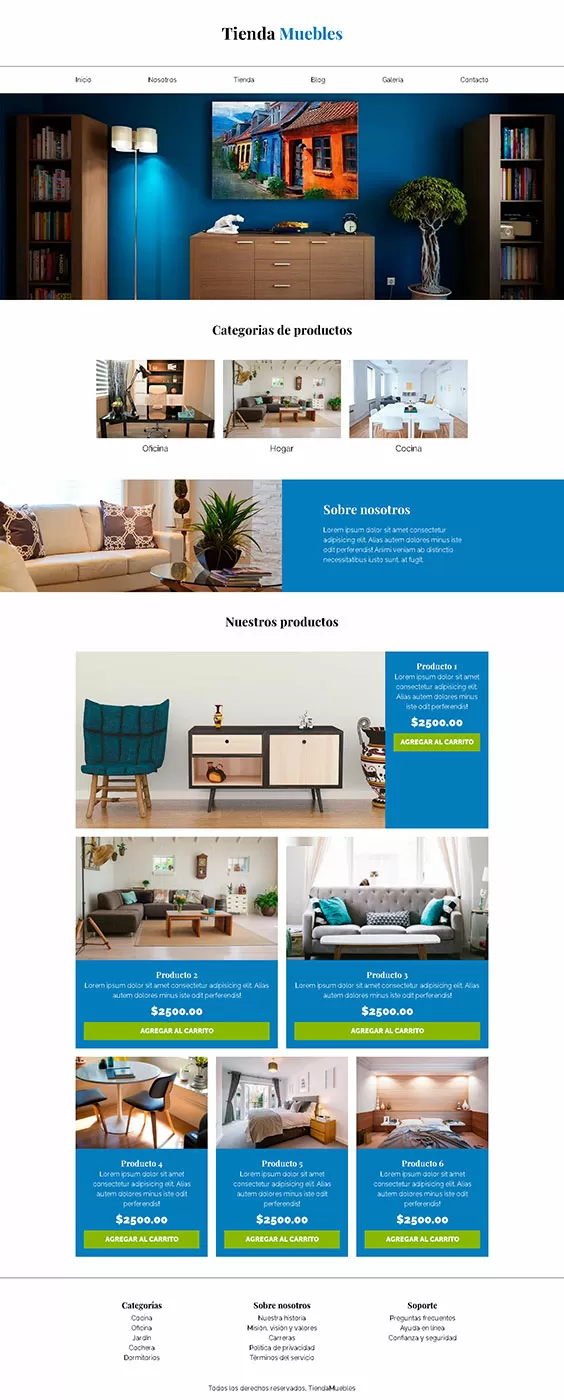 Tienda Muebles
Inicio Nosotros Tienda Blog Galería Contacto
Categorias de productos
Oficina Hogar Cocina
Sobre nosotros
Lorem ipsum dolor sit amet consectetur
adipisicing elit. Alias autem dolores minus iste
odit perferendis! Animi veniam ab distinctio
necessitatibus iusto sunt, at fugit.
Nuestros productos
Producto 1
Lorem ipsum dolor sit amet
consectetur adipisicing elit.
Alias autem dolores minus
iste odit perferendis!
$2500.00
AGREGAR AL CARRITO
Producto 2
Lorem ipsum dolor sit amet consectetur adipisicing elit. Alias
autem dolores minus iste odit perferendis!
$2500.00
AGREGAR AL CARRITO
Producto 3
Lorem ipsum dolor sit amet consectetur adipisicing elit. Alias
autem dolores minus iste odit perferendis!
$2500.00
AGREGAR AL CARRITO
Producto 4
Lorem ipsum dolor sit amet
consectetur adipisicing elit. Alias
autem dolores minus iste odit
perferendis!
$2500.00
AGREGAR AL CARRITO
Producto 5
Lorem ipsum dolor sit amet
consectetur adipisicing elit. Alias
autem dolores minus iste odit
perferendis!
$2500.00
AGREGAR AL CARRITO
Producto 6
Lorem ipsum dolor sit amet
consectetur adipisicing elit. Alias
autem dolores minus iste odit
perferendis!
$2500.00
AGREGAR AL CARRITO
Categorias
Cocina
Oficina
Jardín
Cochera
Dormitorios
Sobre nosotros
Nuestra historia
Misión, visión y valores
Carreras
Política de privacidad
Términos del servicio
Soporte
Preguntas frecuentes
Ayuda en línea
Confianza y seguridad
Todos los derechos reservados, TiendaMuebles